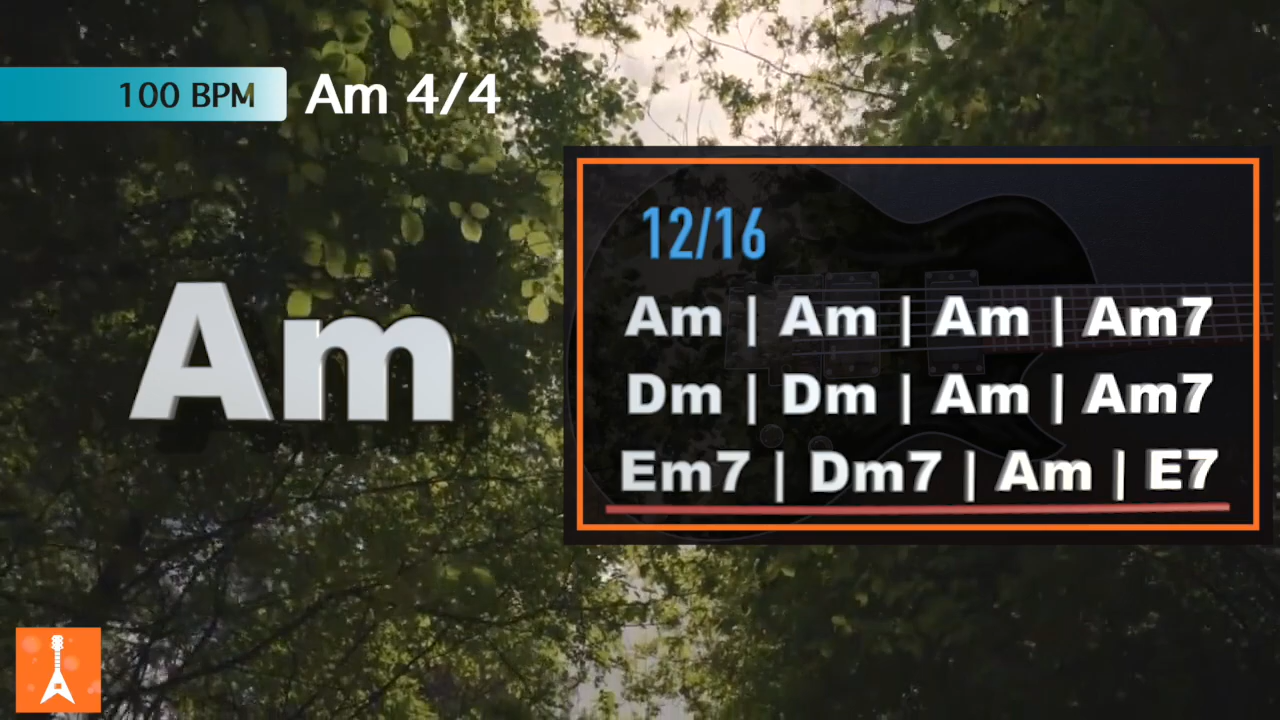 100 BPM Am 4/4
Am
12/16
Am | Am | Am | Am7
Dm | Dm | Am | Am7
Em7 | Dm7 | Am | E7